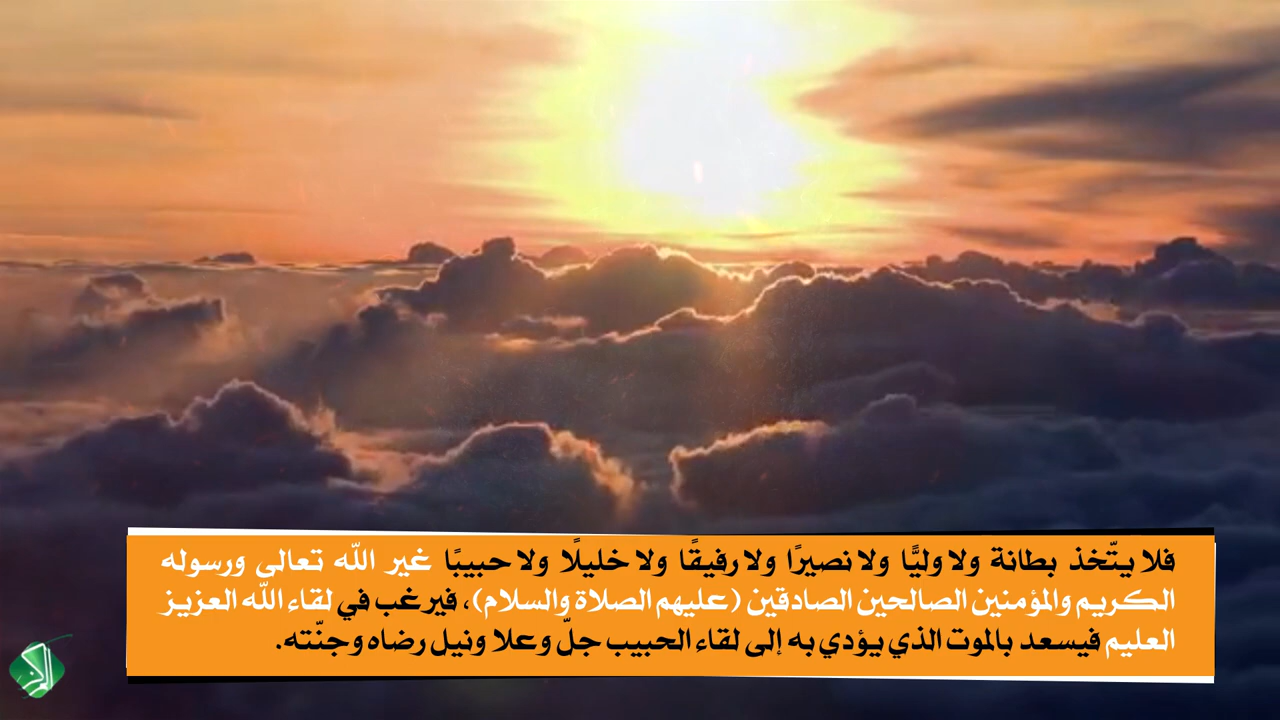 فلا يتّخذ بطانة ولا وليًّا ولا نصيرًا ولا رفيقًا ولا خليلًا ولا حبيبًا غير الله تعالى ورسوله
الكريم والمؤمنين الصالحين الصادقين (عليهم الصلاة والسلام)، فيرغب في لقاء الله العزيز
العليم فيسعد بالموت الذي يؤدي به إلى لقاء الحبيب جلّ وعلا ونيل رضاه وجنّته.